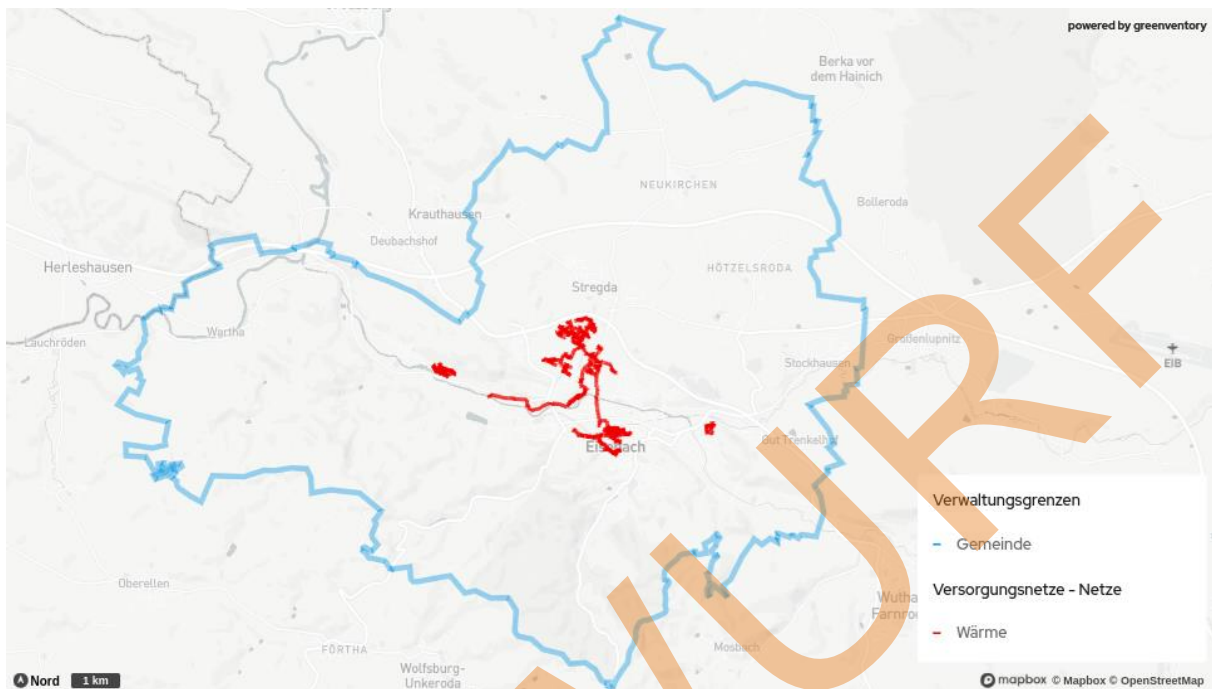 powered by greenventory
Berka vor
dem Hainich
NEUKIRCHEN
Bolleroda
Krauthausen
Deubachshof
Herleshausen
HÖTZELSRODA
Stregda
Wartha
Lauchröden
Großenlupnitz
EIB
Stockhausen
Gut Trenkelhof
Eisenach
Verwaltungsgrenzen
Gemeinde
Oberellen
Versorgungsnetze - Netze
Wärme
Mosbach
FÖRTHA
Wolfsburg-
Unkeroda
Nord 1 km
mapbox © Mapbox © OpenStreetMap
URF